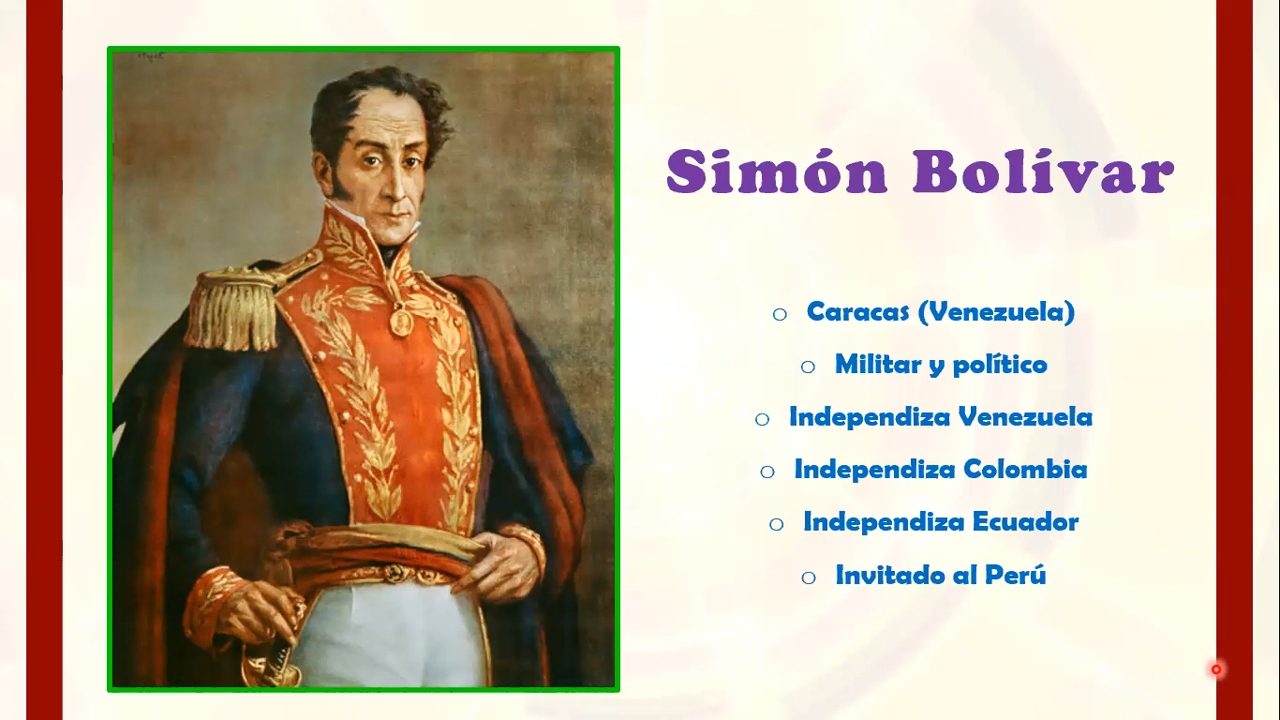 Simón Bolívar
Caracas (Venezuela)
Militar y político
Independiza Venezuela
Independiza Colombia
Independiza Ecuador
Invitado al Perú